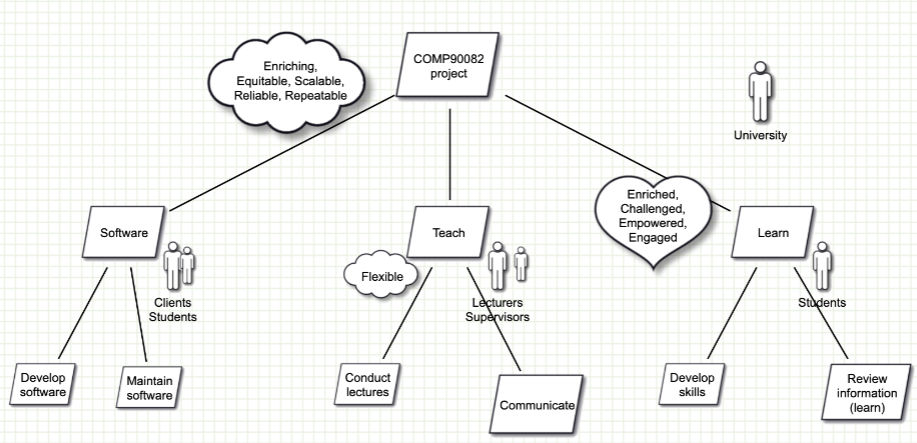 Enriching,
Equitable, Scalable,
Reliable, Repeatable
COMP90082
project
University
Software
Clients
Students
Teach
Flexible
Lecturers
Supervisors
Enriched,
Challenged,
Empowered,
Engaged
Learn
Students
Develop
software
Maintain
software
Conduct
lectures
Communicate
Develop
skills
Review
information
(learn)